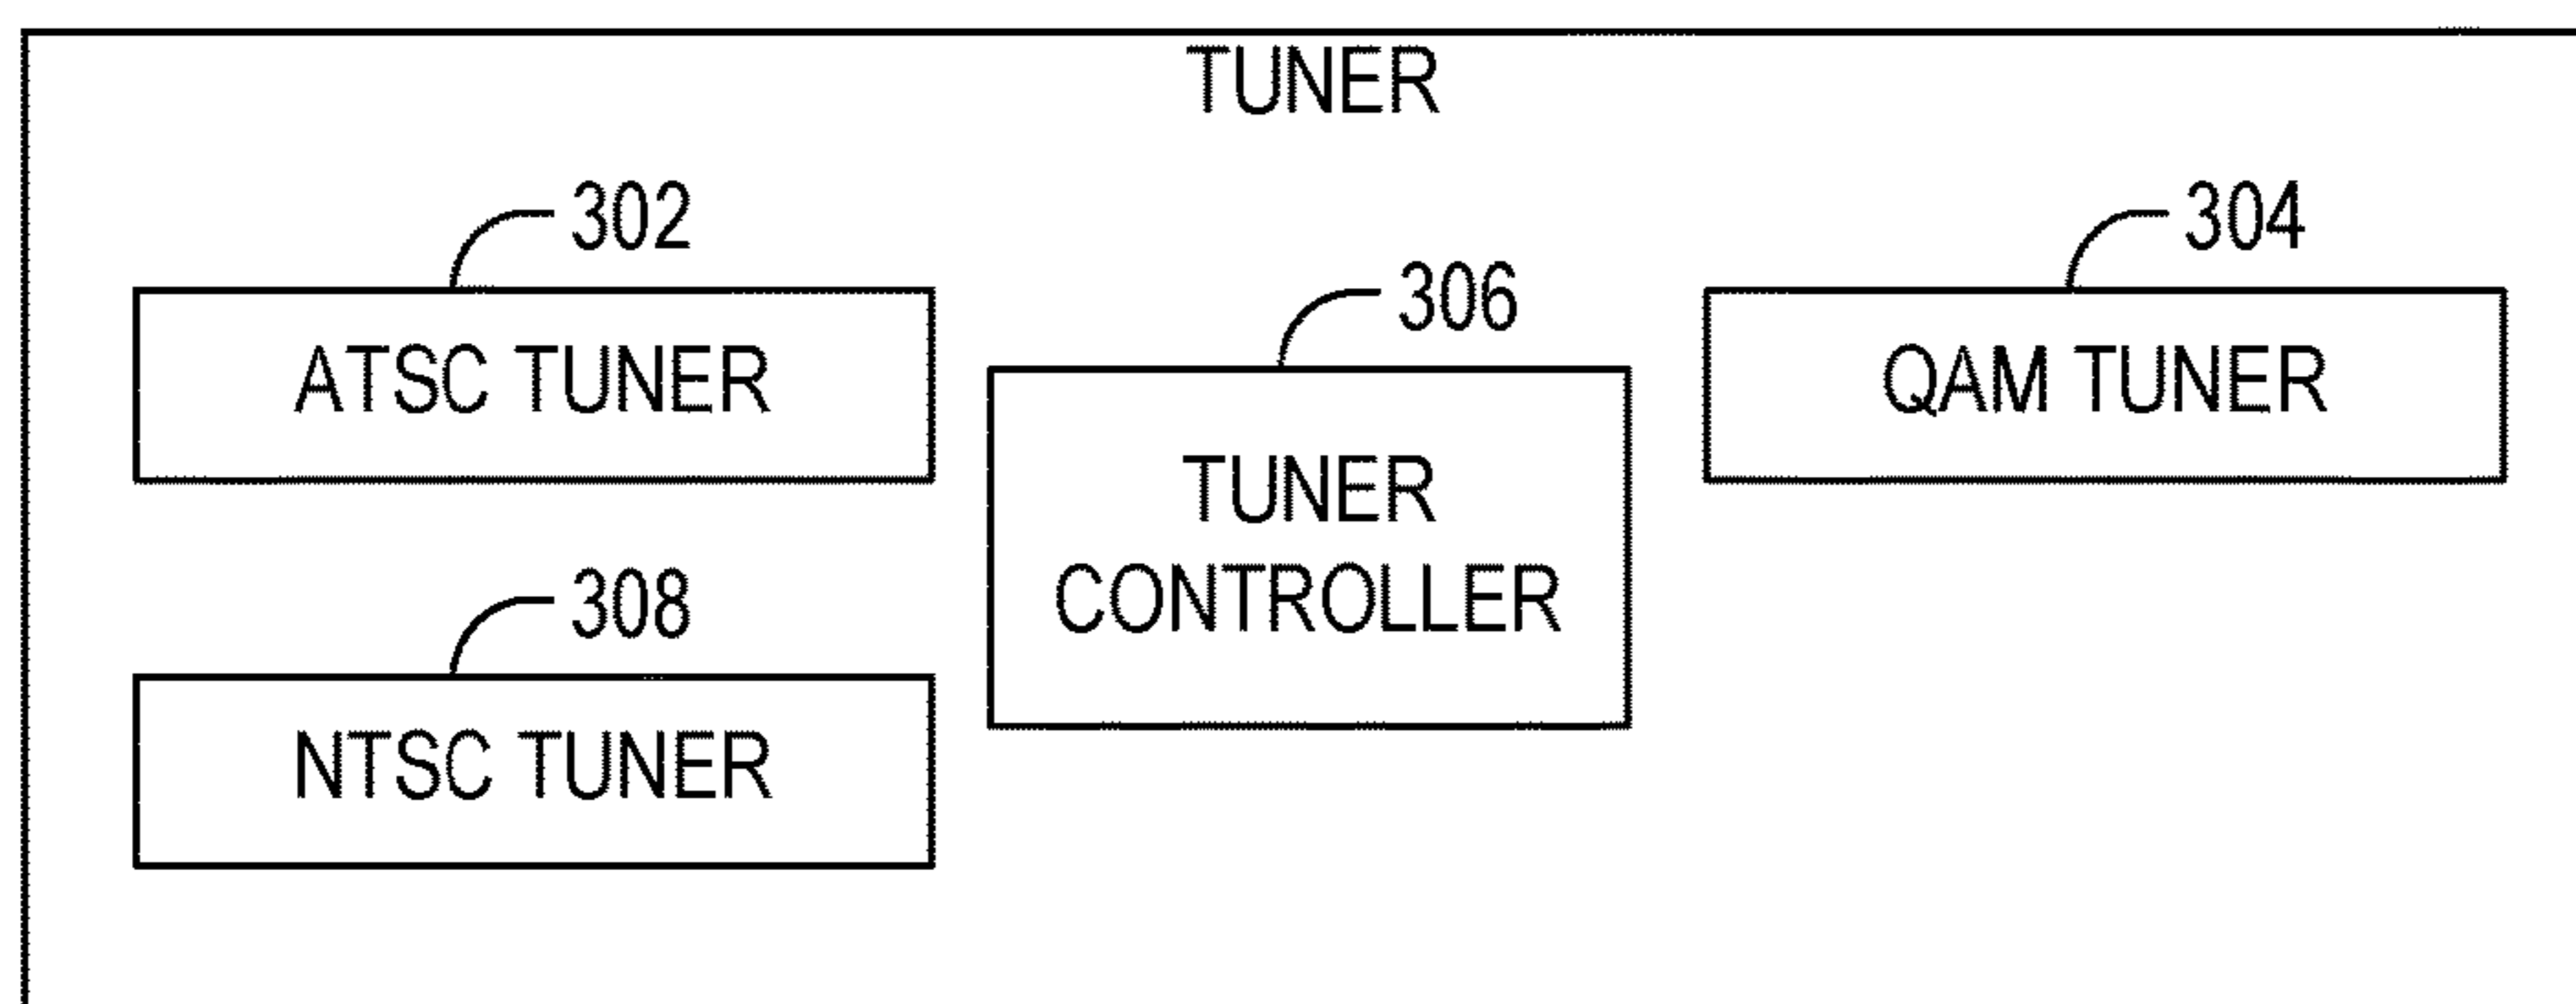 TUNER
302
ATSC TUNER
304
QAM TUNER
306
TUNER
CONTROLLER
308
NTSC TUNER